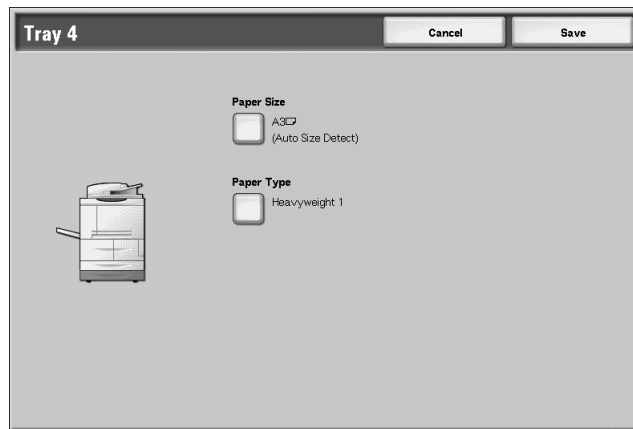 Tray 4
Cancel
Save
Paper Size
A3
(Auto Size Detect)
Paper Type
Heavyweight 1